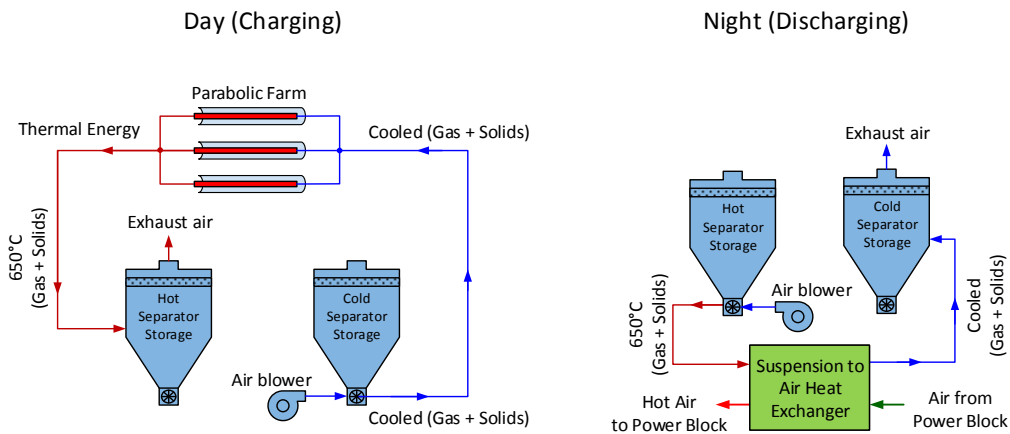 Day (Charging)
Night (Discharging)
Parabolic Farm
Thermal Energy
Cooled (Gas + Solids)
650°C
(Gas + Solids)
Exhaust air
Hot
Separator
Storage
Cold
Separator
Storage
Air blower
Cooled (Gas + Solids)
Exhaust air
Hot
Separator
Storage
Cold
Separator
Storage
Air blower
650°C
(Gas + Solids)
Cooled
(Gas + Solids)
Suspension to
Air Heat
Exchanger
Hot Air
to Power Block
Air from
Power Block